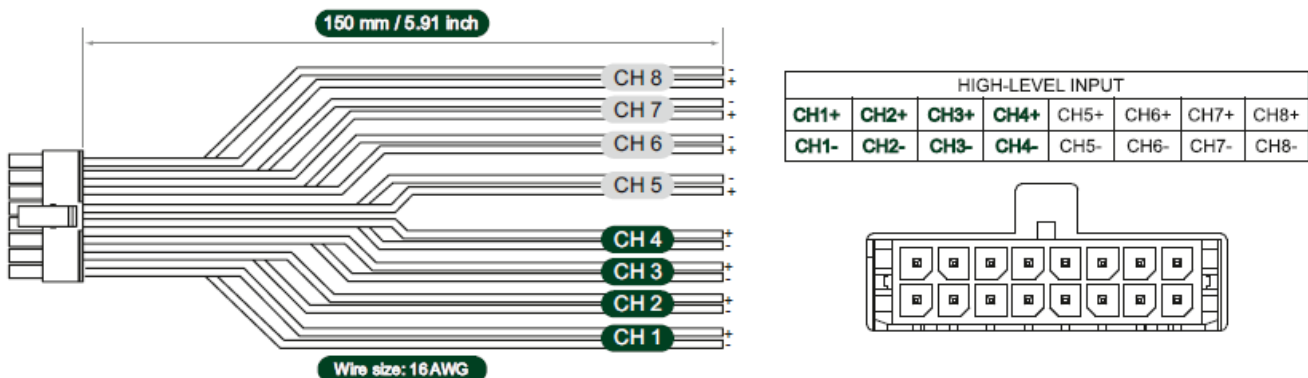 150 mm / 5.91 inch
CH 8 - +
CH 7 - +
CH 6 - +
CH 5 - +
CH 4 + -
CH 3 + -
CH 2 + -
CH 1 + -
Wire size: 16AWG
HIGH-LEVEL INPUT
CH1+ CH2+ CH3+ CH4+ CH5+ CH6+ CH7+ CH8+
CH1- CH2- CH3- CH4- CH5- CH6- CH7- CH8-